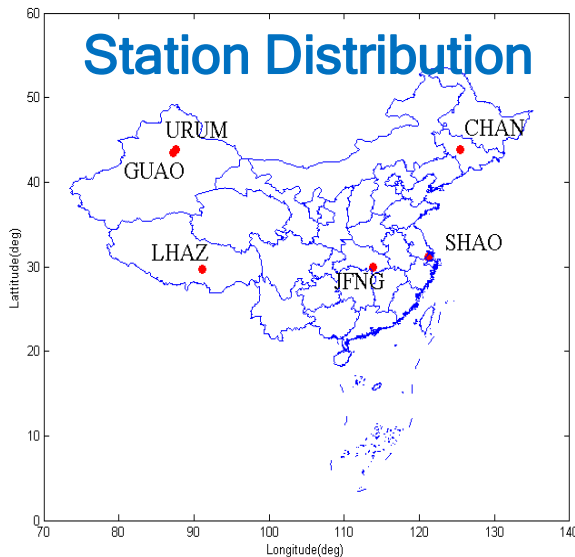 Station Distribution
60
50
40
30
20
10
0
70
80
90
100
110
120
130
140
Longitude(deg)
Lattitude(deg)
URUM
GUAO
CHAN
LHAZ
SHAO
JFNG